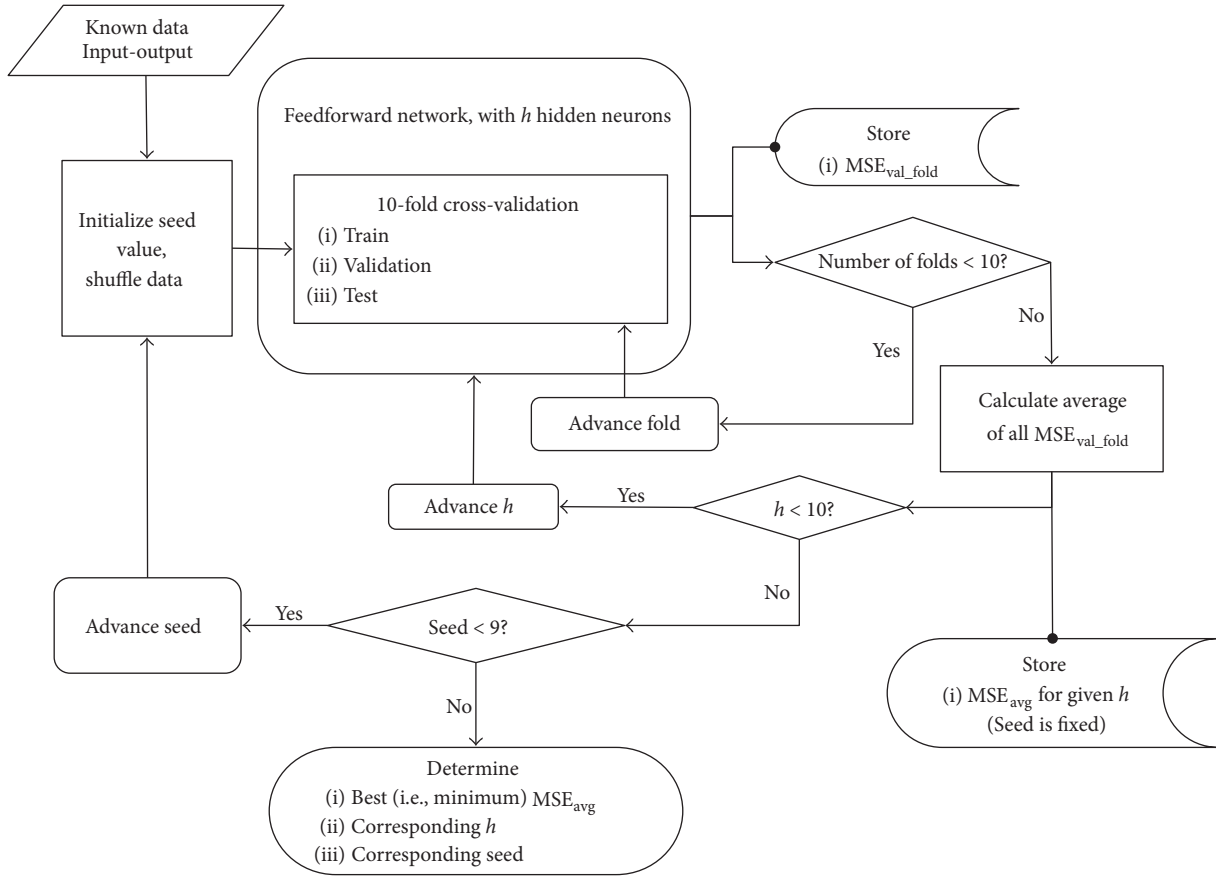 Known data
Input-output
Feedforward network, with h hidden neurons
Store
(i) MSE_val_fold
10-fold cross-validation
(i) Train
(ii) Validation
(iii) Test
Initialize seed
value,
shuffle data
Number of folds < 10?
No
Yes
Calculate average
of all MSE_val_fold
Advance fold
Advance h
Yes
h < 10?
No
Advance seed
Yes
Seed < 9?
No
Store
(i) MSE_avg for given h
(Seed is fixed)
Determine
(i) Best (i.e., minimum) MSE_avg
(ii) Corresponding h
(iii) Corresponding seed